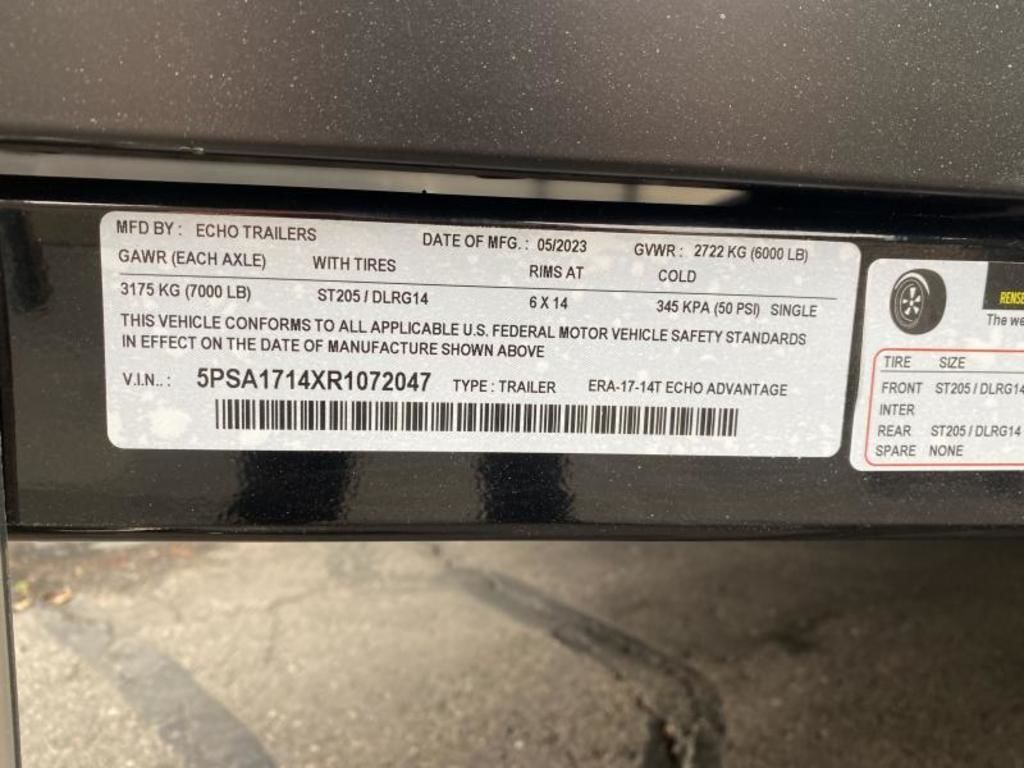 MFD BY : ECHO TRAILERS DATE OF MFG. : 05/2023 GVWR : 2722 KG (6000 LB)
GAWR (EACH AXLE) WITH TIRES RIMS AT COLD
3175 KG (7000 LB) ST205 / DLRG14 6 X 14 345 KPA (50 PSI) SINGLE
THIS VEHICLE CONFORMS TO ALL APPLICABLE U.S. FEDERAL MOTOR VEHICLE SAFETY STANDARDS
IN EFFECT ON THE DATE OF MANUFACTURE SHOWN ABOVE
V.I.N.. : 5PSA1714XR1072047 TYPE : TRAILER ERA-17-14T ECHO ADVANTAGE
The
TIRE SIZE
FRONT ST205 / DLRG14
INTER
REAR ST205 / DLRG14
SPARE NONE